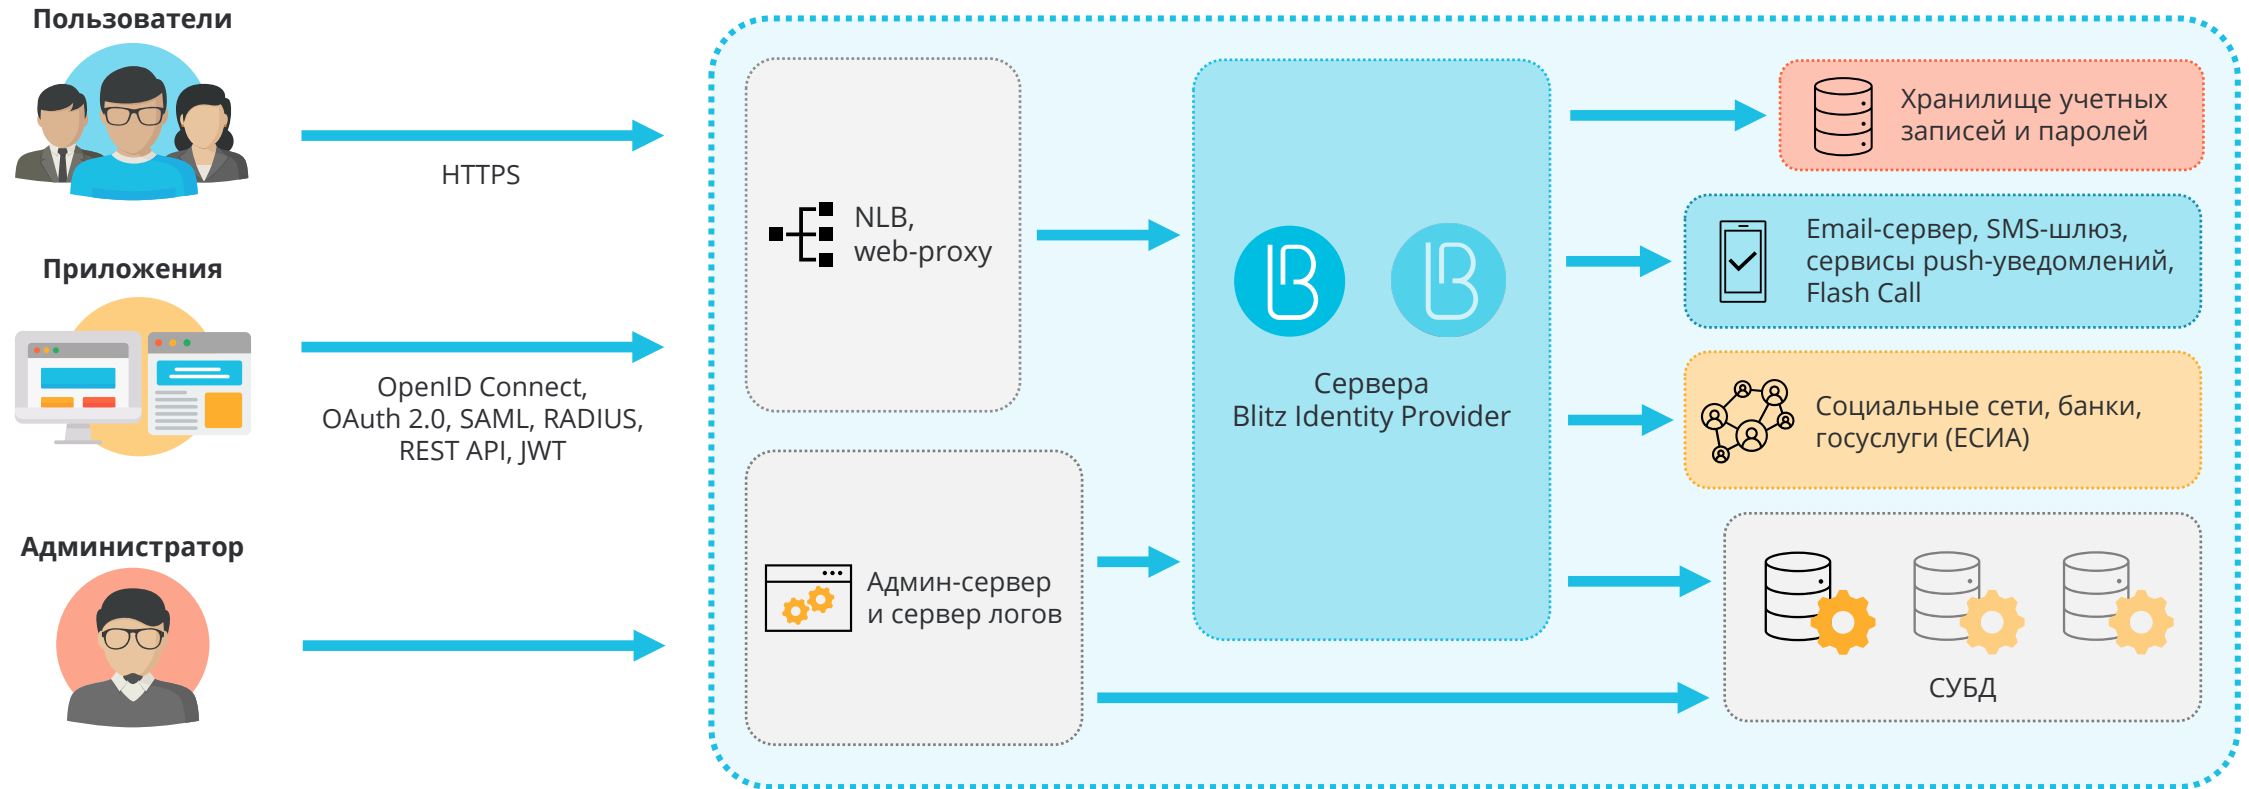 Пользователи
HTTPS
Приложения
OpenID Connect,
OAuth 2.0, SAML, RADIUS,
REST API, JWT
Администратор
NLB,
web-proxy
Админ-сервер
и сервер логов
Сервера
Blitz Identity Provider
Хранилище учетных
записей и паролей
Email-сервер, SMS-шлюз,
сервисы push-уведомлений,
Flash Call
Социальные сети, банки,
госуслуги (ЕСИА)
СУБД